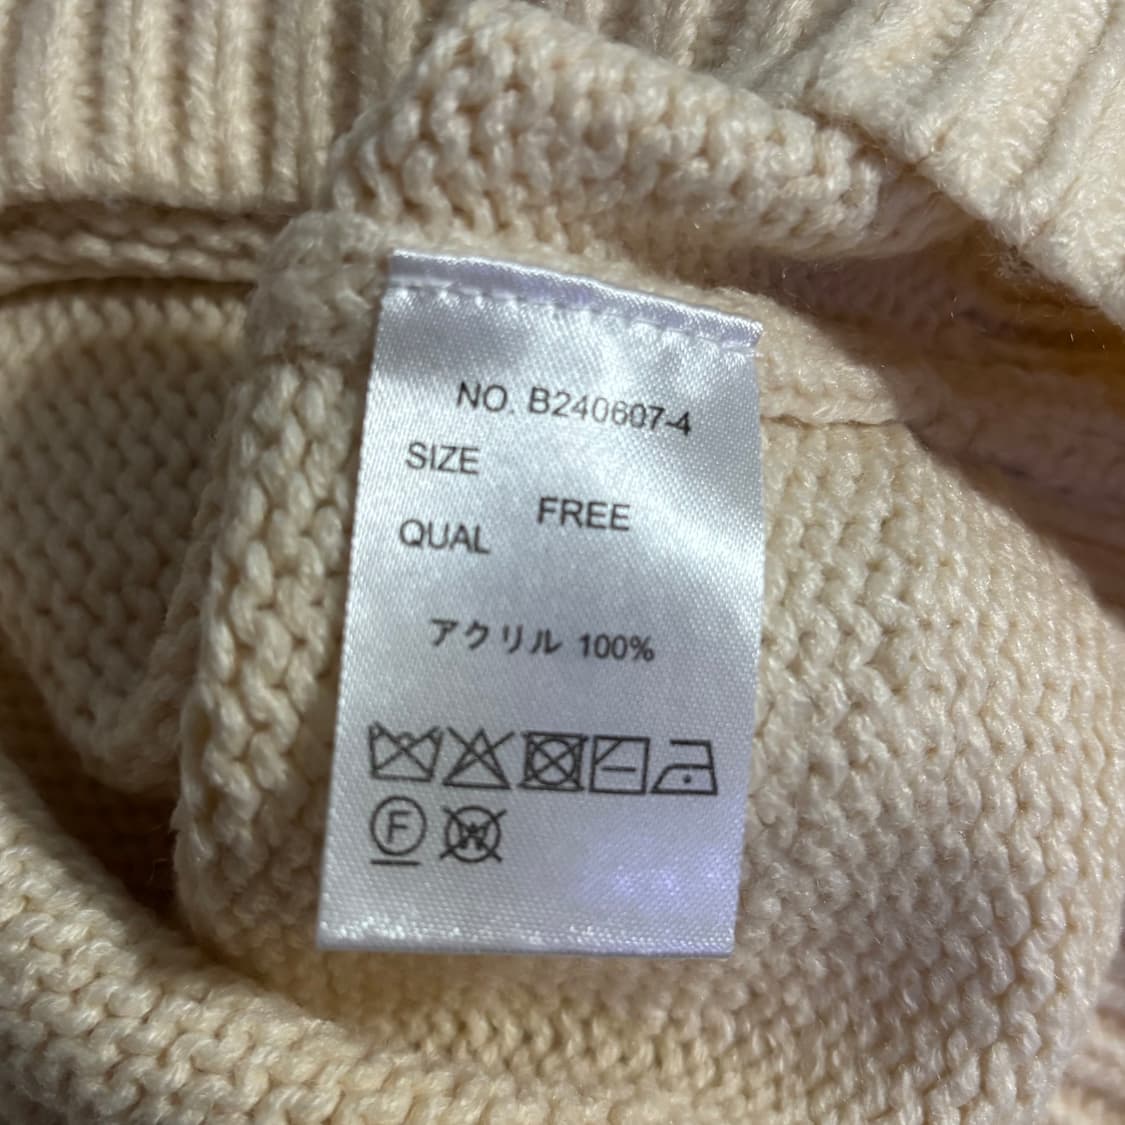 NO. B240607-4
SIZE
FREE
QUAL
アクリル 100%
F
W